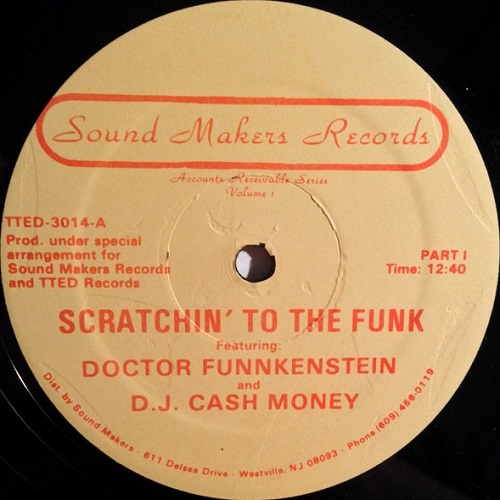 Sound Makers Records
Accounts Receivable Series
Volume 1
TTED-3014-A
Prod. under special
arrangement for
Sound Makers Records
and TTED Records
PART I
Time: 12:40
SCRATCHIN' TO THE FUNK
Featuring:
DOCTOR FUNNKENSTEIN
and
D.J. CASH MONEY
Dist. by Sound Makers - 611 Delsea Drive - Westville, NJ 08093 - Phone (609) 456-0119